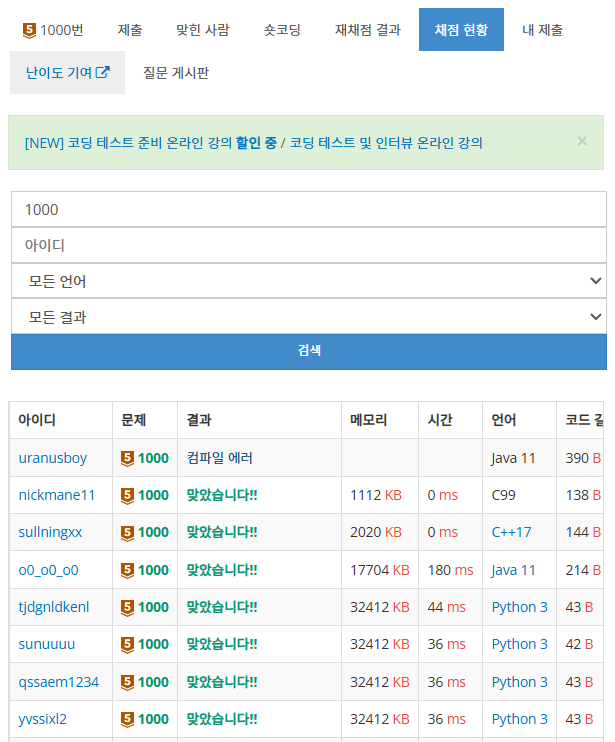 5 1000번 제출 맞힌 사람 숏코딩 재채점 결과 채점 현황 내 제출
난이도 기여 질문 게시판
[NEW] 코딩 테스트 준비 온라인 강의 할인 중 / 코딩 테스트 및 인터뷰 온라인 강의 ×
1000
아이디
모든 언어
모든 결과
검색
아이디 문제 결과 메모리 시간 언어 코드 길
uranusboy 5 1000 컴파일 에러 Java 11 390 B
nickmane11 5 1000 맞았습니다!! 1112 KB 0 ms C99 138 B
sullningxx 5 1000 맞았습니다!! 2020 KB 0 ms C++17 144 B
o0_o0_o0 5 1000 맞았습니다!! 17704 KB 180 ms Java 11 214 B
tjdgnldkenl 5 1000 맞았습니다!! 32412 KB 44 ms Python 3 43 B
sunuuuu 5 1000 맞았습니다!! 32412 KB 36 ms Python 3 42 B
qssaem1234 5 1000 맞았습니다!! 32412 KB 36 ms Python 3 43 B
yvssixl2 5 1000 맞았습니다!! 32412 KB 36 ms Python 3 43 B